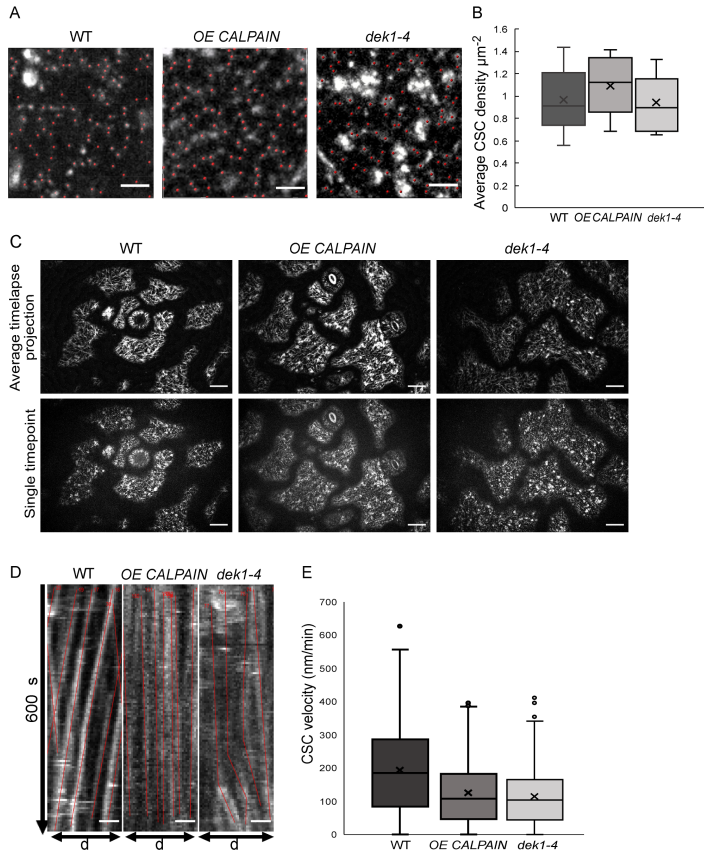 A
WT
OE CALPAIN
dek1-4
B
Average CSC density µm-2
1.6
1.4
1.2
1
0.8
0.6
0.4
0.2
0
WT
OE CALPAIN
dek1-4
C
WT
OE CALPAIN
dek1-4
Average timelapse
projection
Single timepoint
D
WT
OE CALPAIN
dek1-4
600 s
d
d
d
E
CSC velocity (nm/min)
700
600
500
400
300
200
100
0
WT
OE CALPAIN
dek1-4